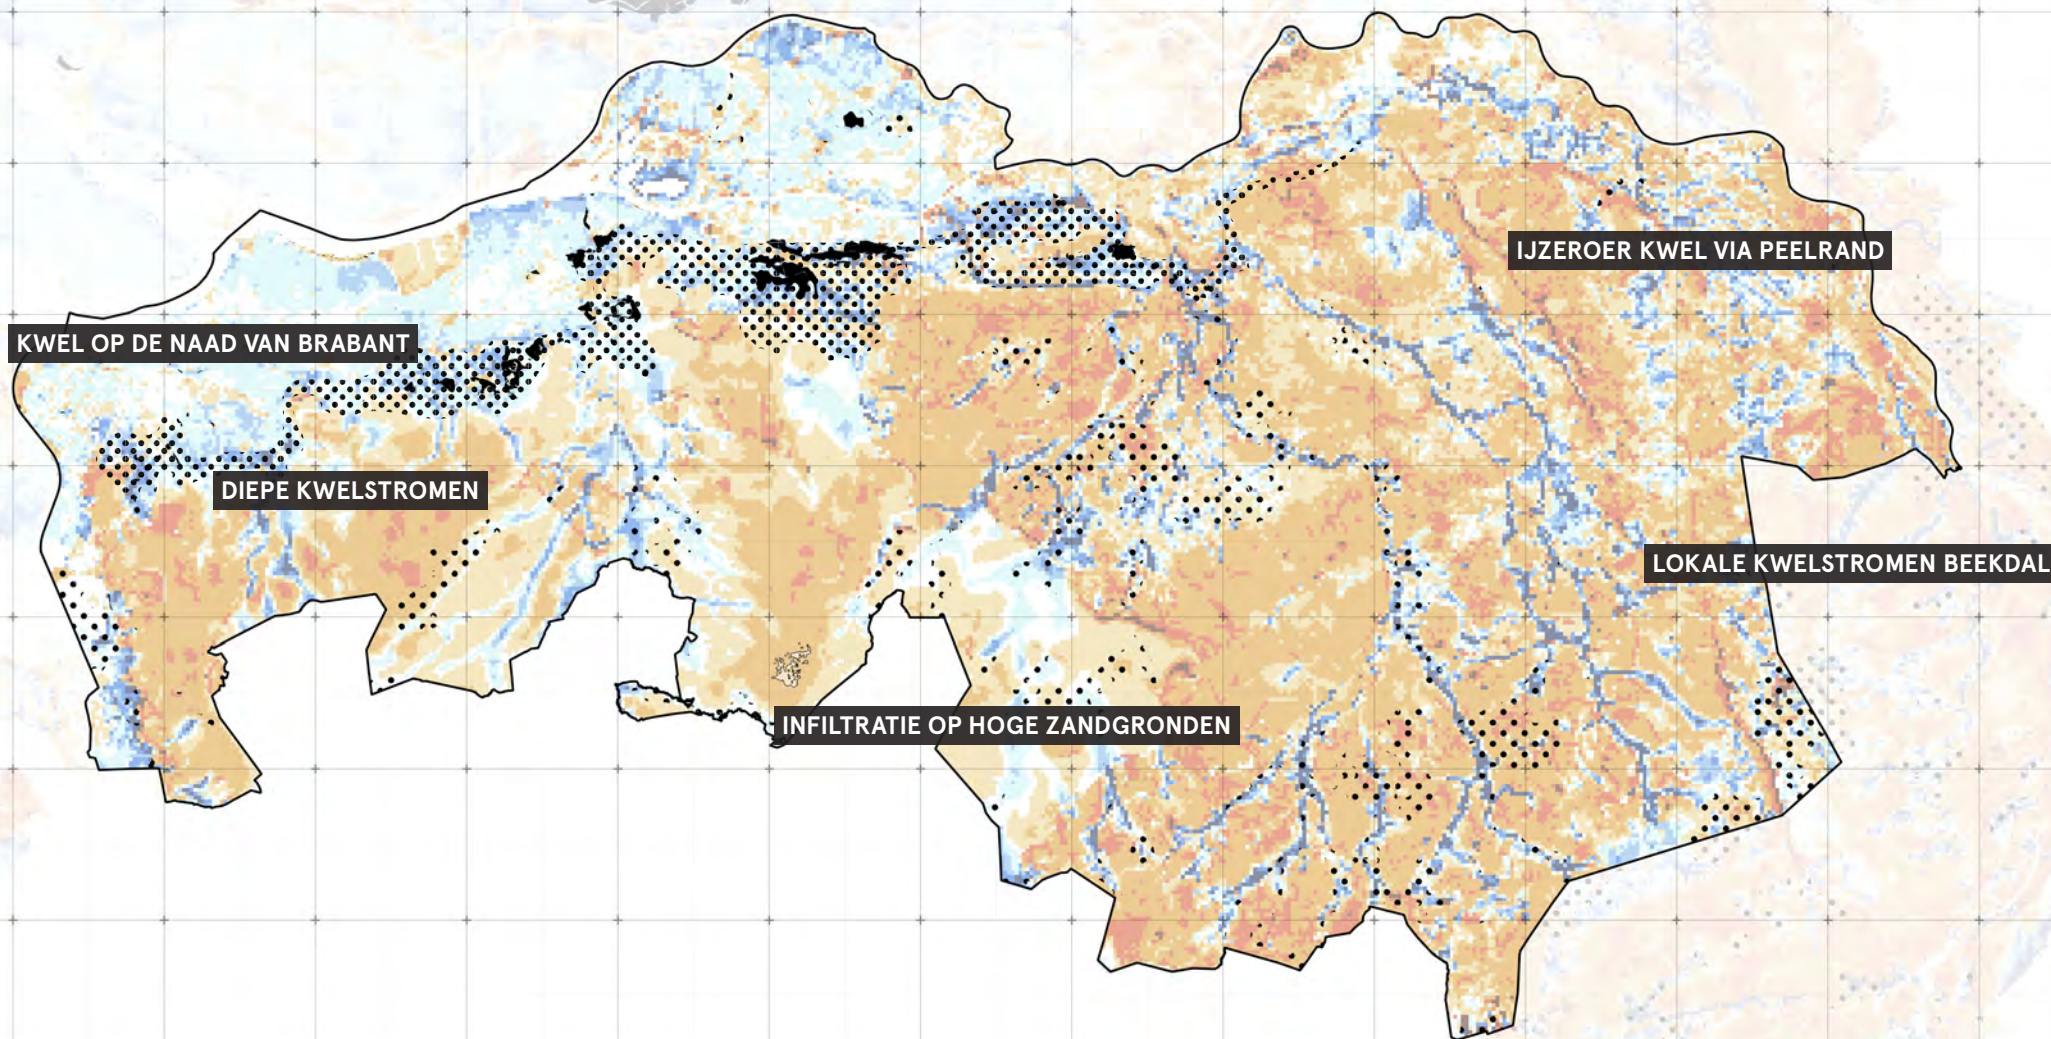 IJZEROER KWEL VIA PEELRAND
KWEL OP DE NAAD VAN BRABANT
DIEPE KWELSTROMEN
LOKALE KWELSTROMEN BEEKDAL
INFILTRATIE OP HOGE ZANDGRONDEN